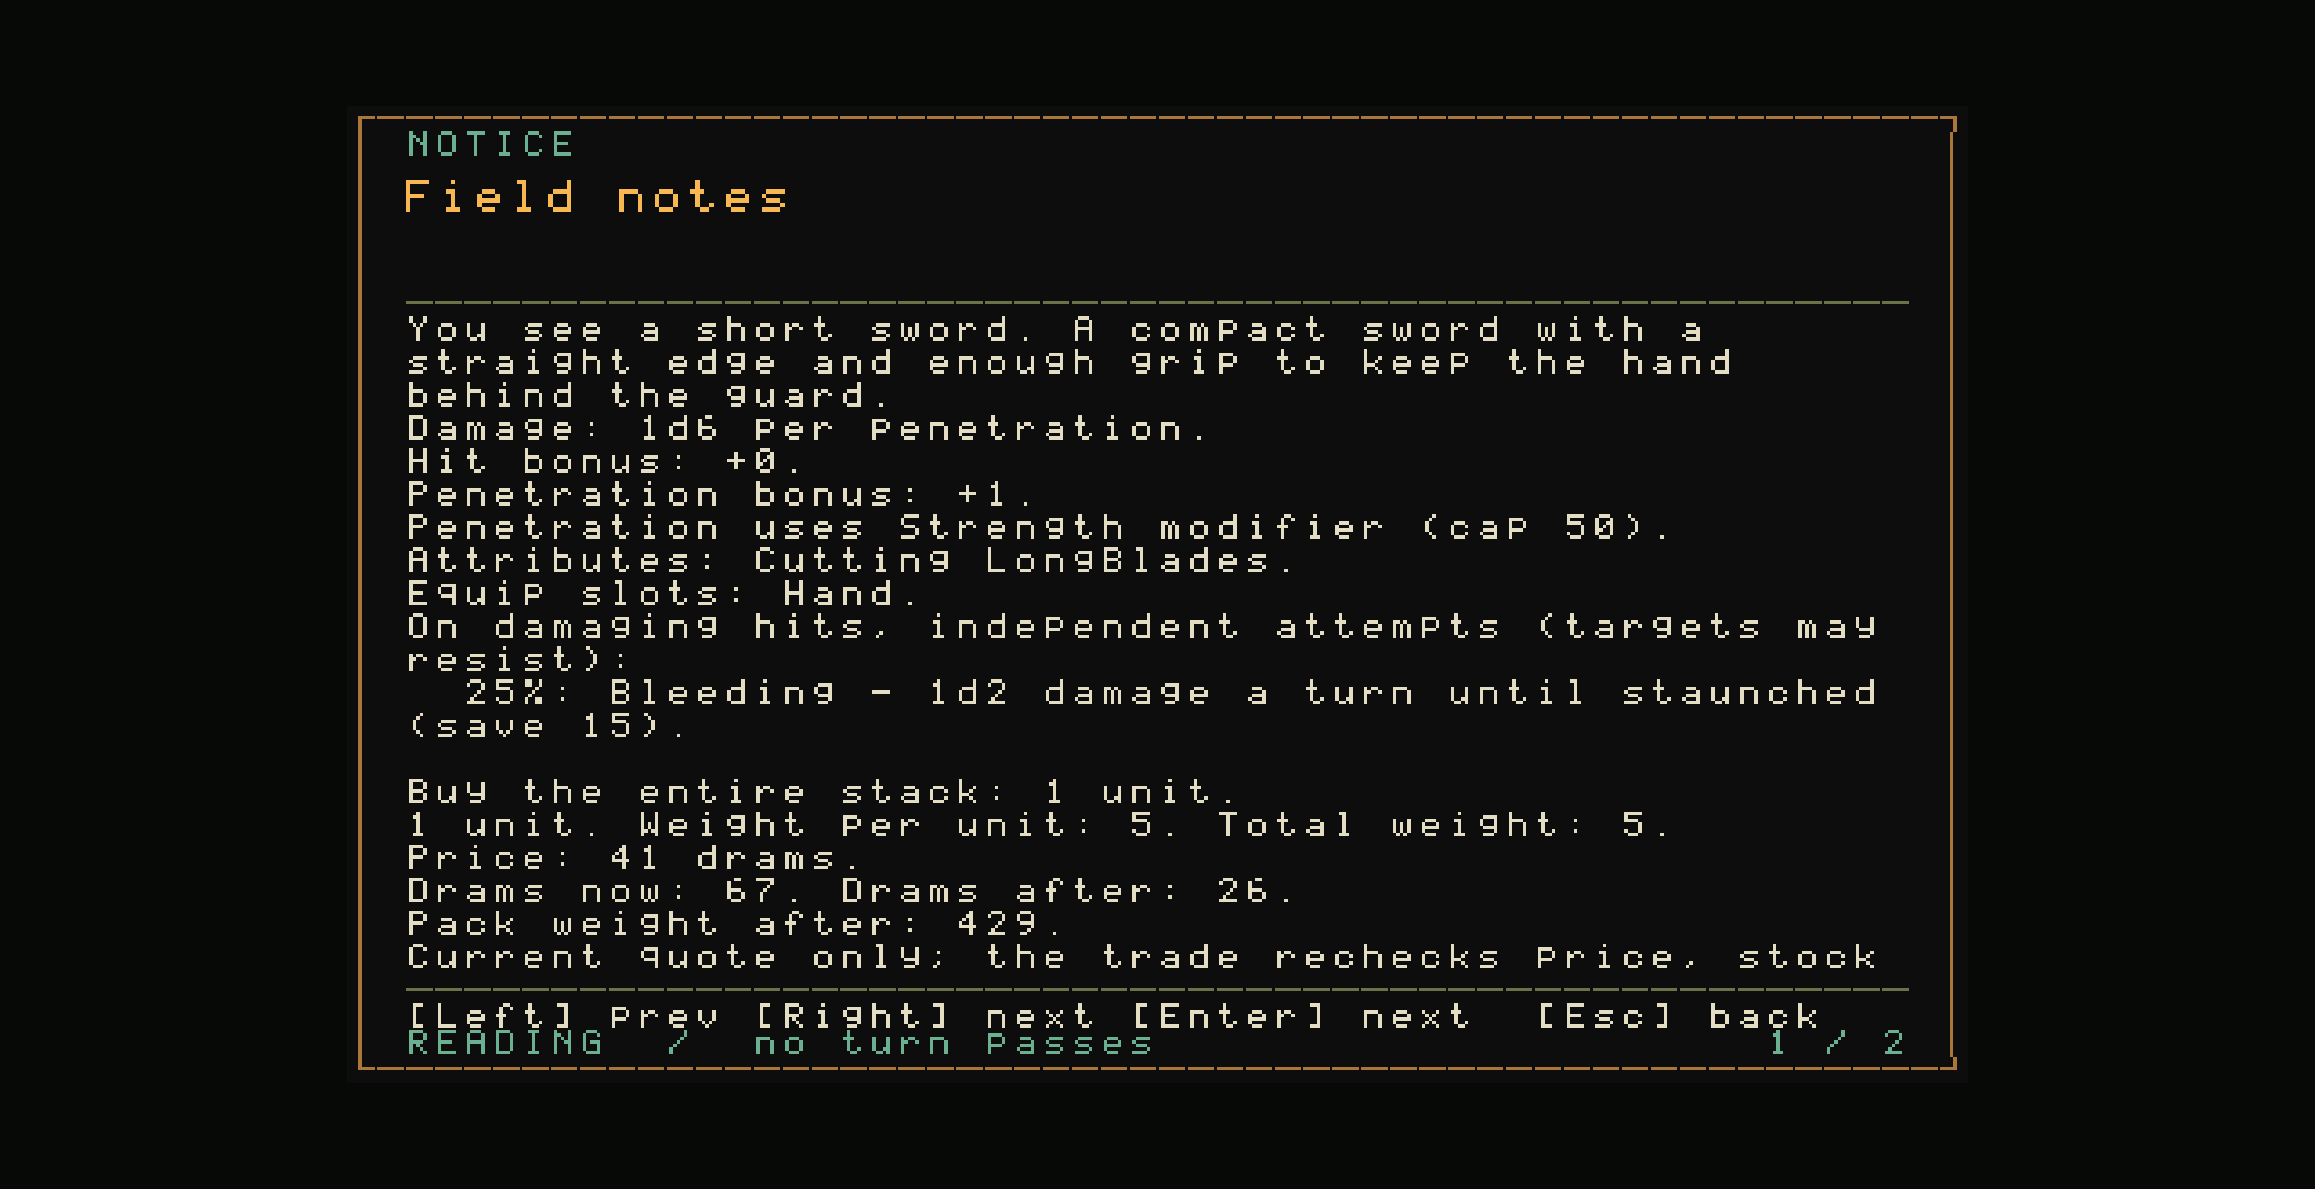 NOTICE
Field notes
You see a short sword. A compact sword with a
straight edge and enough grip to keep the hand
behind the guard.
Damage: 1d6 per penetration.
Hit bonus: +0.
Penetration bonus: +1.
Penetration uses Strength modifier (cap 50).
Attributes: Cutting LongBlades.
Equip slots: Hand.
On damaging hits, independent attempts (targets may
resist):
  25%: Bleeding - 1d2 damage a turn until staunched
(save 15).
Buy the entire stack: 1 unit.
1 unit. Weight per unit: 5. Total weight: 5.
Price: 41 drams.
Drams now: 67. Drams after: 26.
Pack weight after: 429.
Current quote only; the trade rechecks price, stock
[Left] prev [Right] next [Enter] next  [Esc] back
READING  /  no turn passes 1 / 2